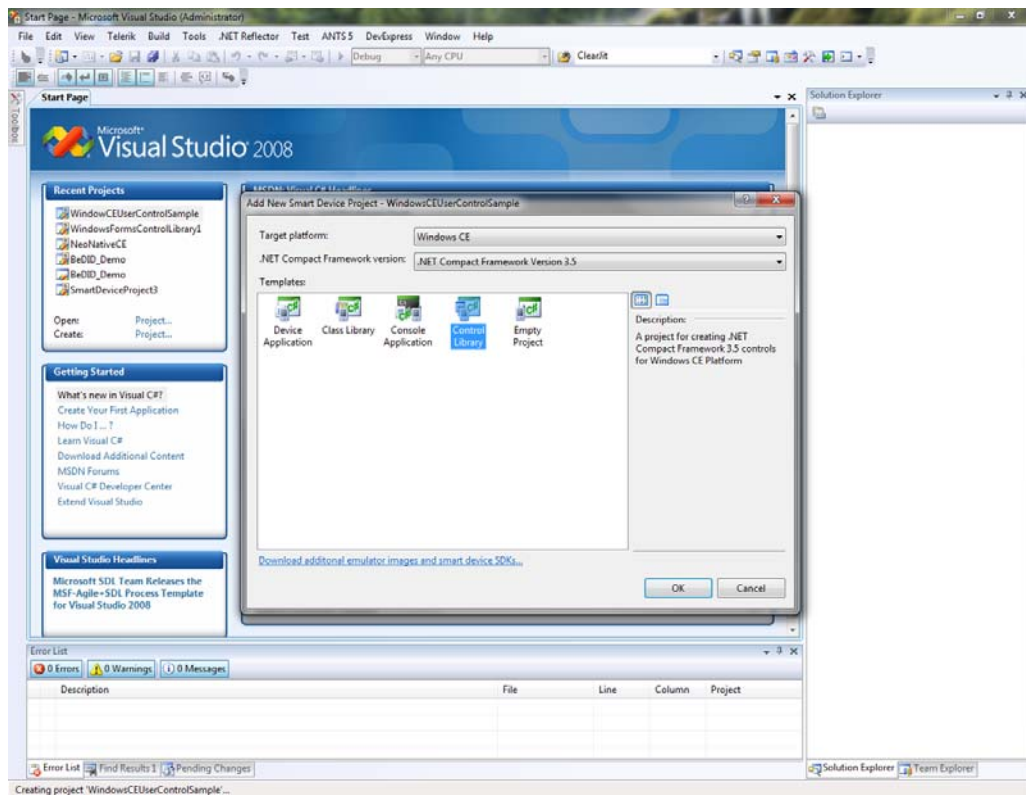 Start Page - Microsoft Visual Studio (Administrator)
File Edit View Telerik Build Tools .NET Reflector Test ANTS 5 DevExpress Window Help
Debug Any CPU ClearJit
Toolbox
Start Page
Microsoft
Visual Studio 2008
Recent Projects
WindowCEUserControlSample
WindowsFormsControlLibrary1
NeoNativeCE
BeDID_Demo
BeDID_Demo
SmartDeviceProject3
Open: Project...
Create: Project...
Getting Started
What's new in Visual C#?
Create Your First Application
How Do I ... ?
Learn Visual C#
Download Additional Content
MSDN Forums
Visual C# Developer Center
Extend Visual Studio
Visual Studio Headlines
Microsoft SDL Team Releases the
MSF-Agile+SDL Process Template
for Visual Studio 2008
MSDN: Visual C# Headlines
Add New Smart Device Project - WindowsCEUserControlSample
Target platform: Windows CE
.NET Compact Framework version: .NET Compact Framework Version 3.5
Templates:
Device Application
Class Library
Console Application
Control Library
Empty Project
Description:
A project for creating .NET
Compact Framework 3.5 controls
for Windows CE Platform
Download additonal emulator images and smart device SDKs...
OK Cancel
Solution Explorer
Error List
0 Errors 0 Warnings 0 Messages
Description File Line Column Project
Error List Find Results 1 Pending Changes
Solution Explorer Team Explorer
Creating project 'WindowsCEUserControlSample'...